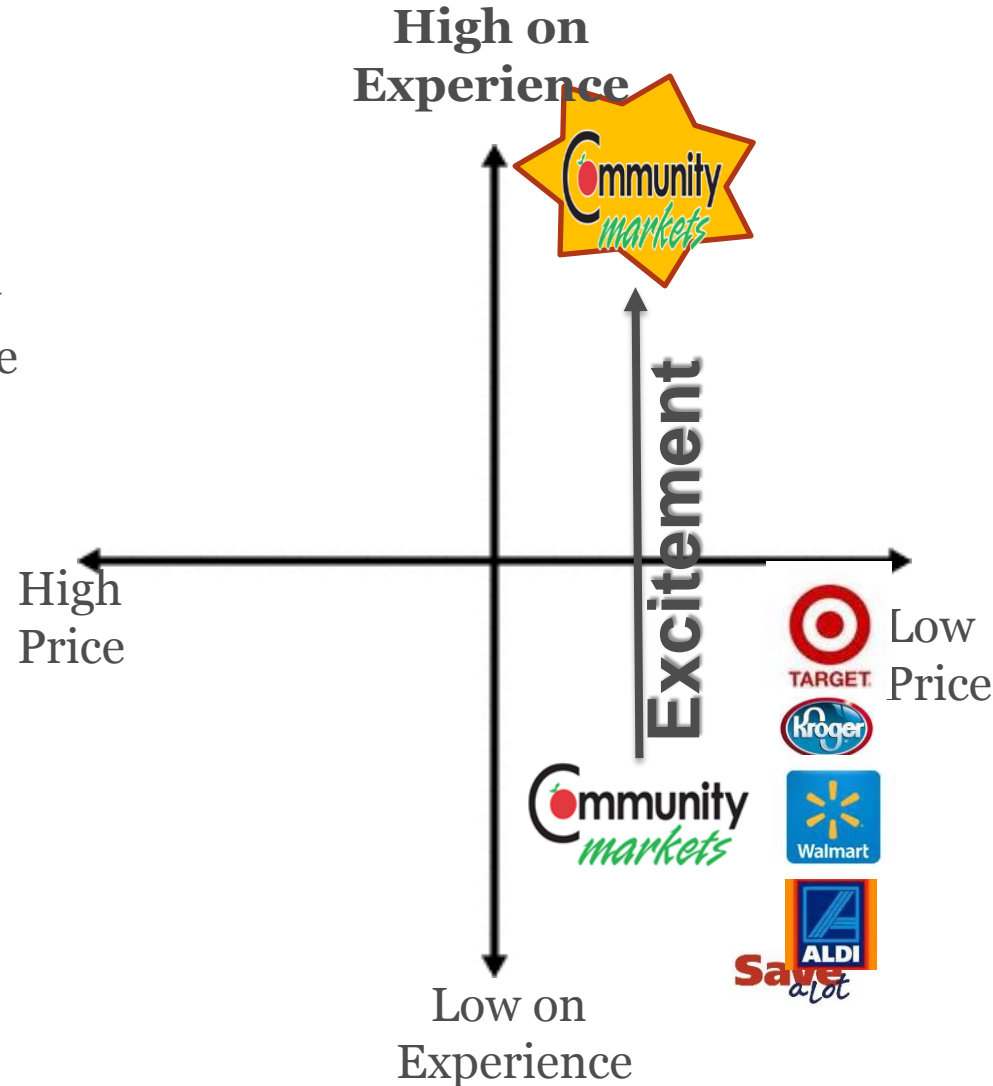 High on
Experience
Community
markets
e
Excitement
High
Price
TARGET
Low
Price
Kroger
Community
markets
Walmart
ALDI
Save
a lot
Low on
Experience